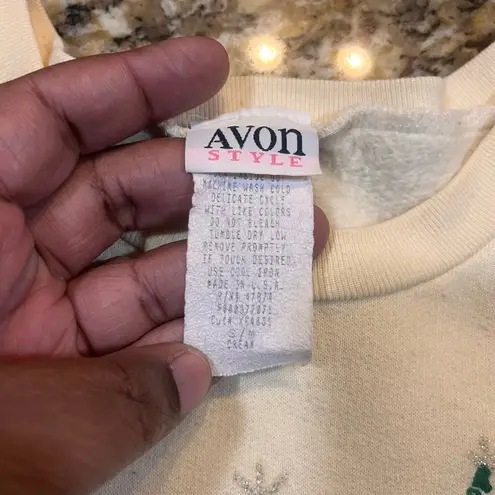 AVON
STYLE
MACHINE WASH COLD
DELICATE CYCLE
WITH LIKE COLORS
DO NOT BLEACH
TUMBLE DRY LOW
REMOVE PROMPTLY
IF TOUCH DESIRED
USE COOL IRON
MADE IN U.S.A.
S/M
CREAM